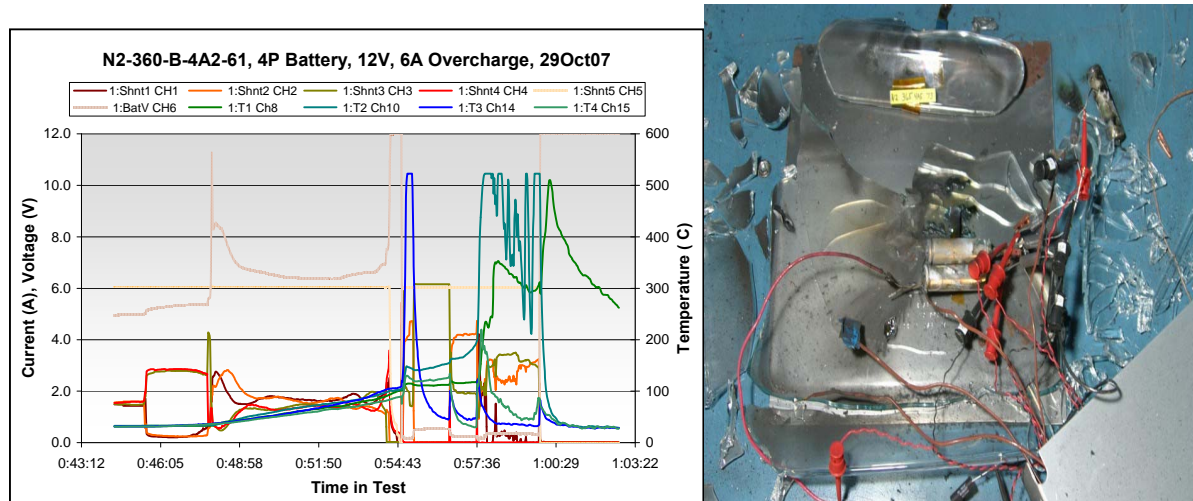 N2-360-B-4A2-61, 4P Battery, 12V, 6A Overcharge, 29Oct07
1:Shnt1 CH1 1:Shnt2 CH2 1:Shnt3 CH3 1:Shnt4 CH4 1:Shnt5 CH5
1:BatV CH6 1:T1 Ch8 1:T2 Ch10 1:T3 Ch14 1:T4 Ch15
12.0 600
10.0 500
8.0 400
6.0 300
4.0 200
2.0 100
0.0 0
Current (A), Voltage (V)
Temperature ( C)
0:43:12 0:46:05 0:48:58 0:51:50 0:54:43 0:57:36 1:00:29 1:03:22
Time in Test